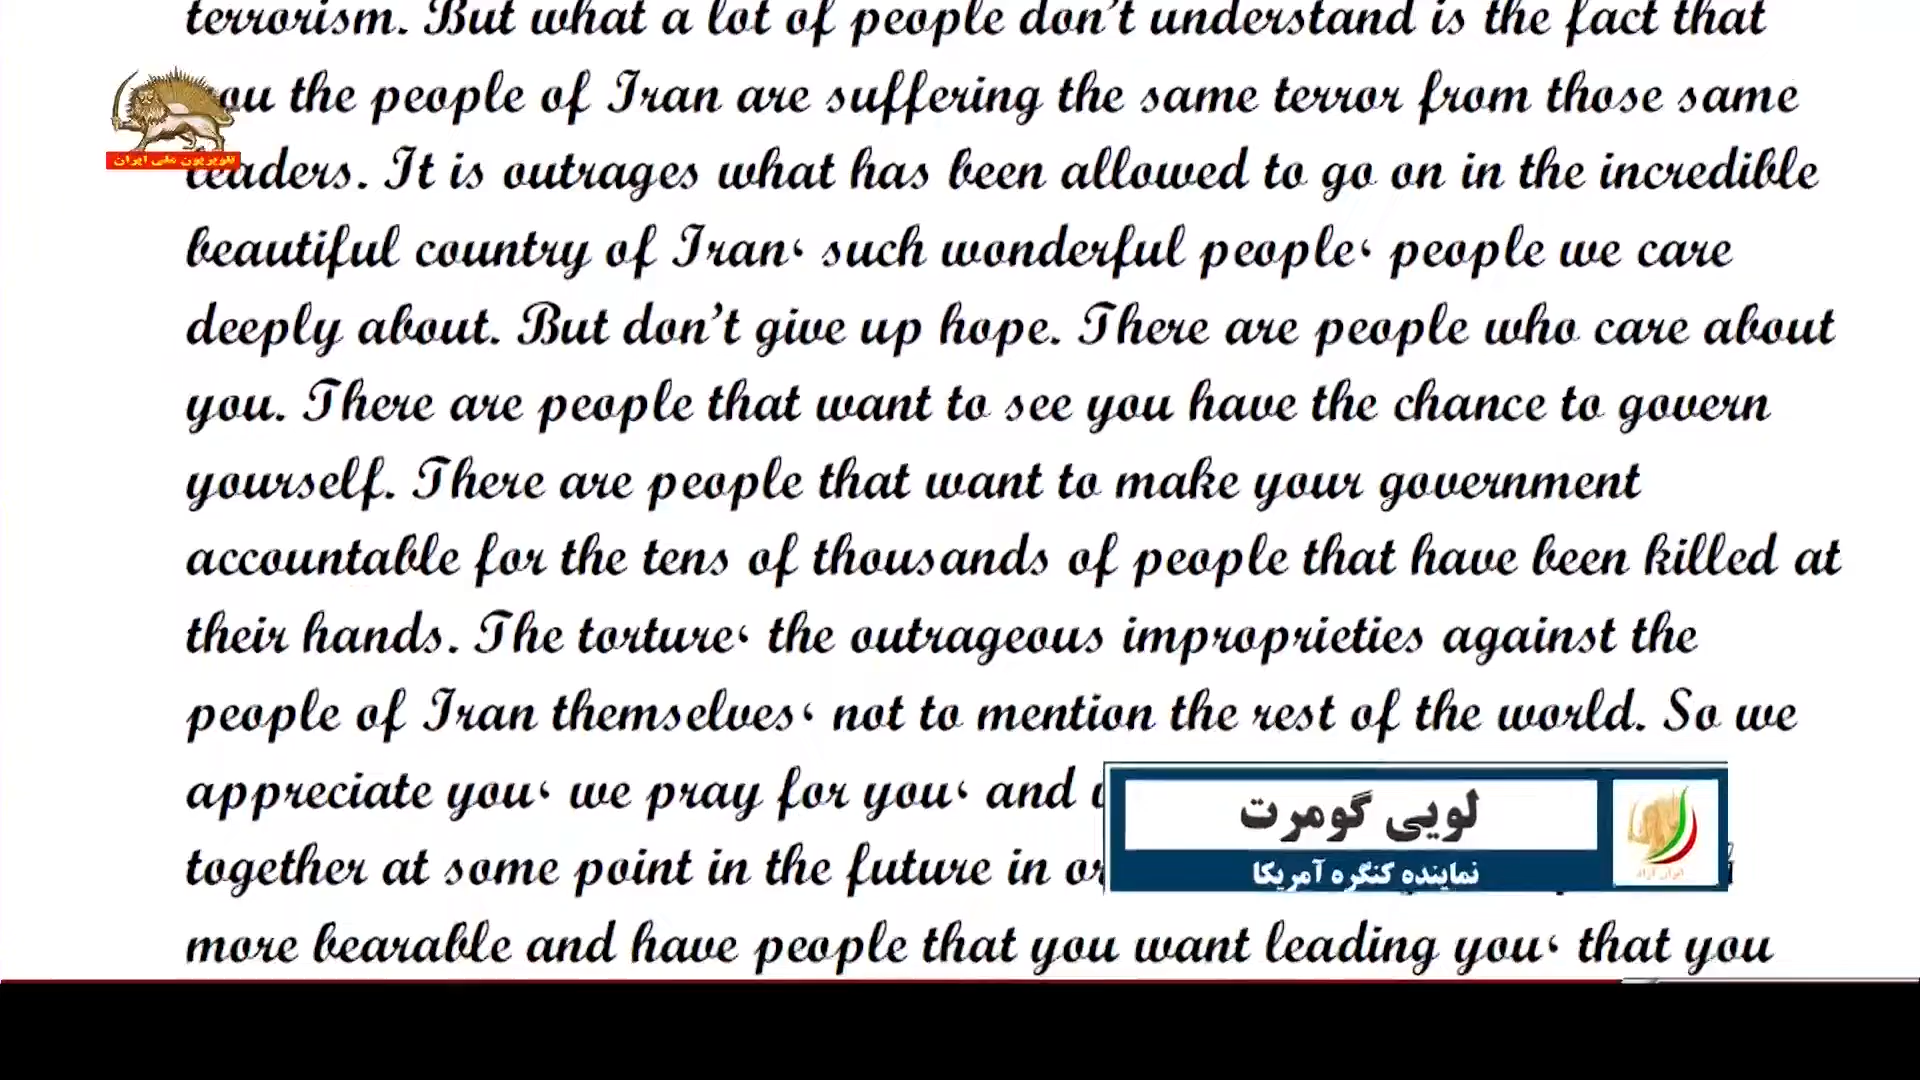 terrorism. But what a lot of people don't understand is the fact that
you the people of Iran are suffering the same terror from those same
leaders. It is outrages what has been allowed to go on in the incredible
beautiful country of Iran، such wonderful people، people we care
deeply about. But don't give up hope. There are people who care about
you. There are people that want to see you have the chance to govern
yourself. There are people that want to make your government
accountable for the tens of thousands of people that have been killed at
their hands. The torture، the outrageous improprieties against the
people of Iran themselves، not to mention the rest of the world. So we
appreciate you، we pray for you، and
together at some point in the future in
more bearable and have people that you want leading you، that you
تلویزیون ملی ایران
لویی گومرت
نماینده کنگره آمریکا
ایران آزاد